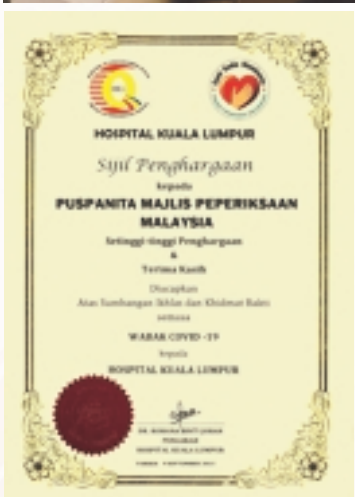 HOSPITAL KUALA LUMPUR
Sijil Penghargaan
kepada
PUSPANITA MAJLIS PEPERIKSAAN
MALAYSIA
Setinggi-tinggi Penghargaan
&
Terima Kasih
Diucapkan
Atas Sumbangan Ikhlas dan Khidmat Bakti
semasa
WABAK COVID -19
kepada
HOSPITAL KUALA LUMPUR
PENGARAH
HOSPITAL KUALA LUMPUR